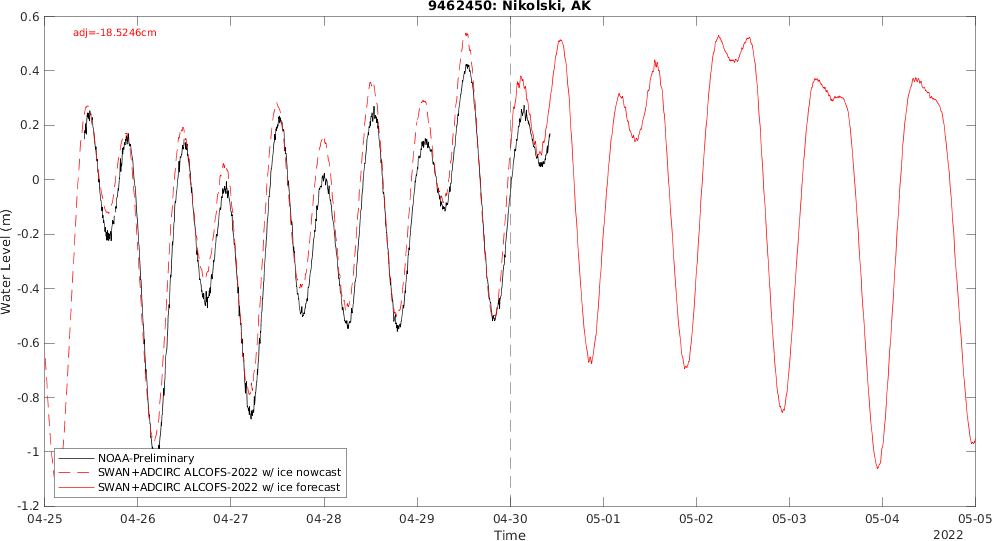 9462450: Nikolski, AK
adj=-18.5246cm
0.6
0.4
0.2
0
-0.2
-0.4
-0.6
-0.8
-1
-1.2
Water Level (m)
NOAA-Preliminary
SWAN+ADCIRC ALCOFS-2022 w/ ice nowcast
SWAN+ADCIRC ALCOFS-2022 w/ ice forecast
04-25 04-26 04-27 04-28 04-29 04-30 05-01 05-02 05-03 05-04 05-05
Time
2022